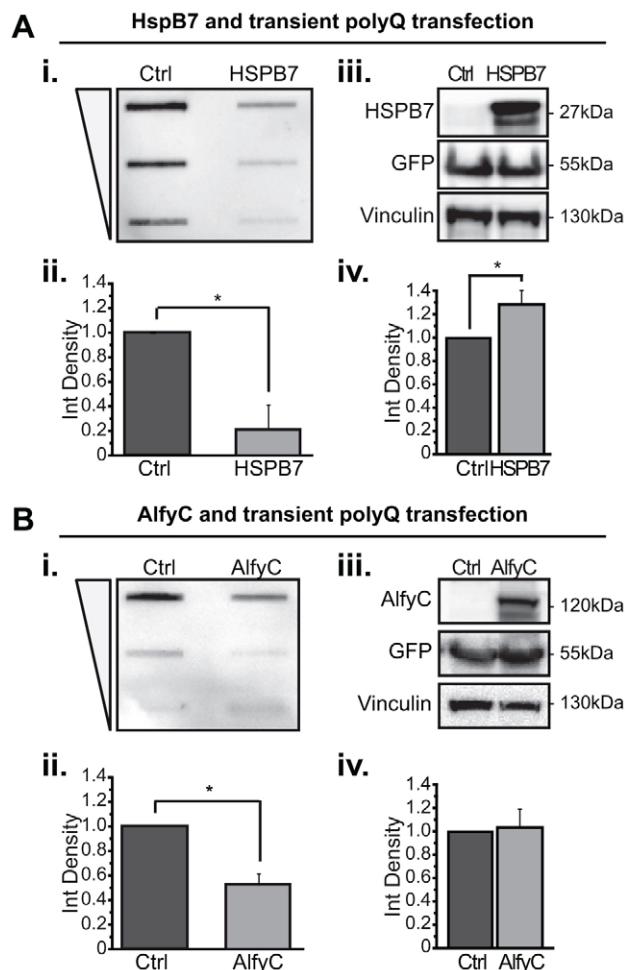 A
HspB7 and transient polyQ transfection
i.
Ctrl HSPB7
iii.
Ctrl HSPB7
HSPB7
27kDa
GFP
55kDa
Vinculin
130kDa
ii.
Int Density
1.4
1.2
1.0
0.8
0.6
0.4
0.2
0
*
Ctrl HSPB7
iv.
Int Density
1.4
1.2
1.0
0.8
0.6
0.4
0.2
0
*
Ctrl HSPB7
B
AlfyC and transient polyQ transfection
i.
Ctrl AlfyC
iii.
Ctrl AlfyC
AlfyC
120kDa
GFP
55kDa
Vinculin
130kDa
ii.
Int Density
1.4
1.2
1.0
0.8
0.6
0.4
0.2
0
*
Ctrl AlfyC
iv.
Int Density
1.4
1.2
1.0
0.8
0.6
0.4
0.2
0
Ctrl AlfyC